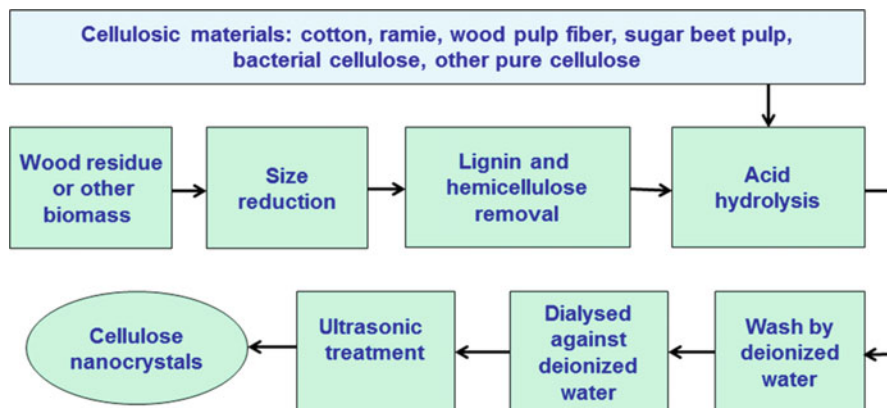 Cellulosic materials: cotton, ramie, wood pulp fiber, sugar beet pulp,
bacterial cellulose, other pure cellulose
Wood residue
or other
biomass
Size
reduction
Lignin and
hemicellulose
removal
Acid
hydrolysis
Wash by
deionized
water
Dialysed
against
deionized
water
Ultrasonic
treatment
Cellulose
nanocrystals